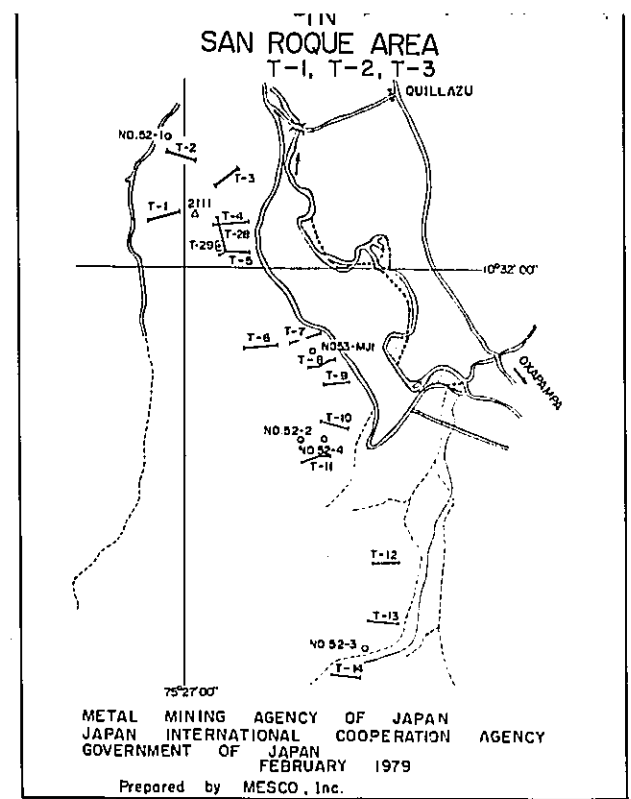 IN
SAN ROQUE AREA
T-1, T-2, T-3
QUILLAZU
NO.52-1
T-2
T-3
T-1
2111
T-4
T-28
T-29
T-5
10°32'00"
T-6
T-7
NO53-MJ1
T-8
T-9
OXAPAMPA
T-10
NO.52-2
NO.52-4
T-11
T-12
T-13
NO.52-3
T-14
75°27'00"
METAL MINING AGENCY OF JAPAN
JAPAN INTERNATIONAL COOPERATION AGENCY
GOVERNMENT OF JAPAN
FEBRUARY 1979
Prepared by MESCO, Inc.